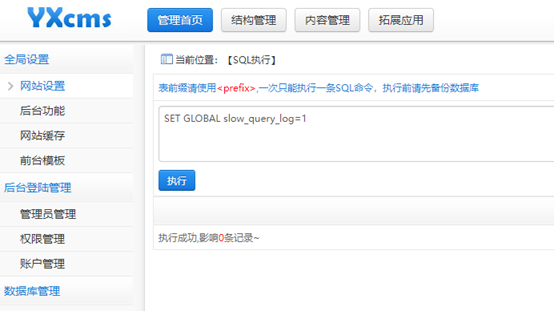 YXcms
管理首页 结构管理 内容管理 拓展应用
全局设置
网站设置
后台功能
网站缓存
前台模板
后台登陆管理
管理员管理
权限管理
账户管理
数据库管理
当前位置：【SQL执行】
表前缀请使用<prefix>,一次只能执行一条SQL命令，执行前请先备份数据库
SET GLOBAL slow_query_log=1
执行
执行成功,影响0条记录~